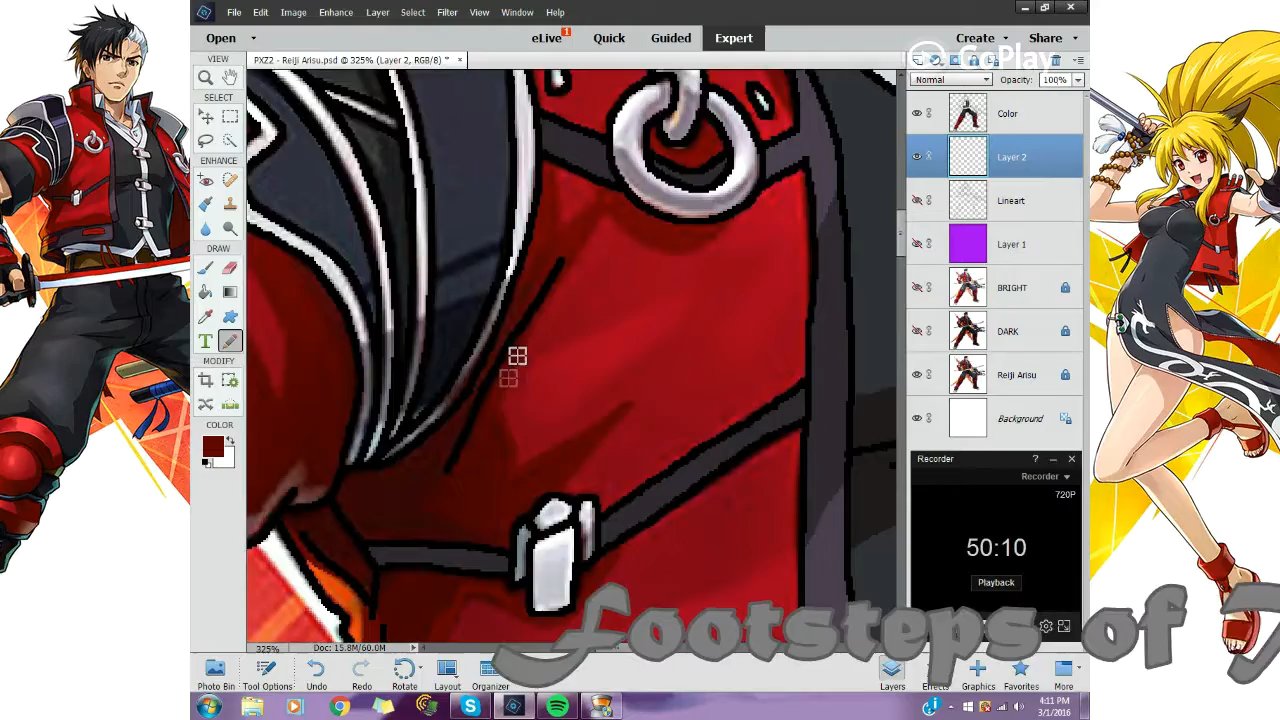 File Edit Image Enhance Layer Select Filter View Window Help
Open
eLive 1 Quick Guided Expert
Create Share
GoPlay
VIEW
PXZ2 - Reiji Arisu.psd @ 325% (Layer 2, RGB/8) * ×
Normal Opacity: 100%
SELECT
Color
Layer 2
ENHANCE
Lineart
Layer 1
DRAW
BRIGHT
DARK
MODIFY
Reiji Arisu
Background
COLOR
Recorder ?
Recorder
720P
50:10
Playback
Footsteps of
325% Doc: 15.8M/60.0M
Photo Bin Tool Options Undo Redo Rotate Layout Organizer Layers Effects Graphics Favorites More
4:11 PM
3/1/2016